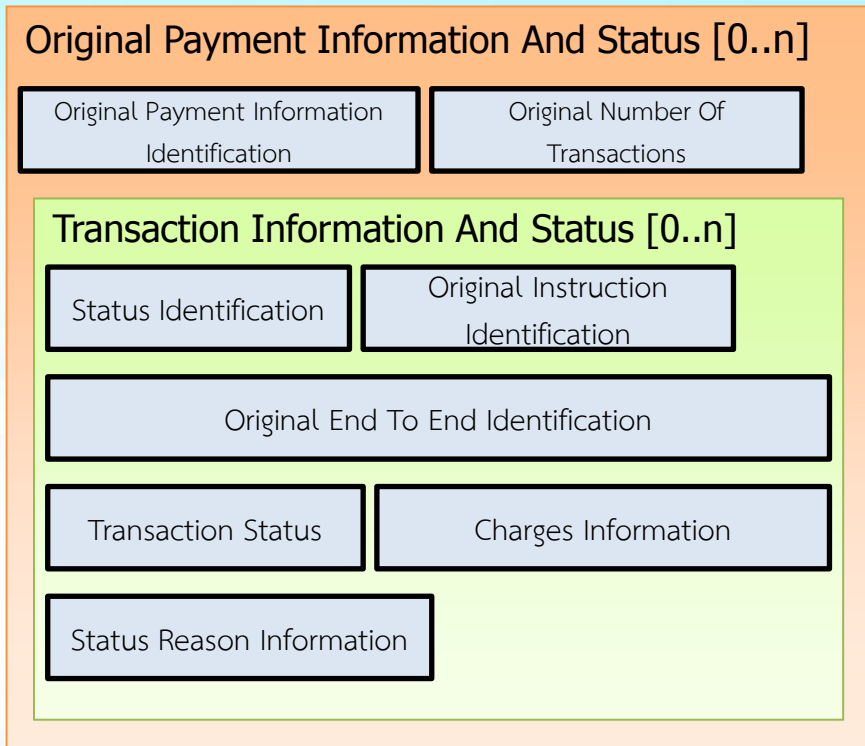 Original Payment Information And Status [0..n]
Original Payment Information
Identification
Original Number Of
Transactions
Transaction Information And Status [0..n]
Status Identification
Original Instruction
Identification
Original End To End Identification
Transaction Status
Charges Information
Status Reason Information